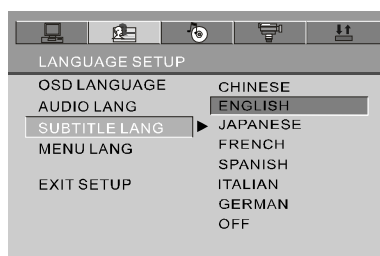 LANGUAGE SETUP
OSD LANGUAGE
AUDIO LANG
SUBTITLE LANG
MENU LANG
EXIT SETUP
CHINESE
ENGLISH
JAPANESE
FRENCH
SPANISH
ITALIAN
GERMAN
OFF